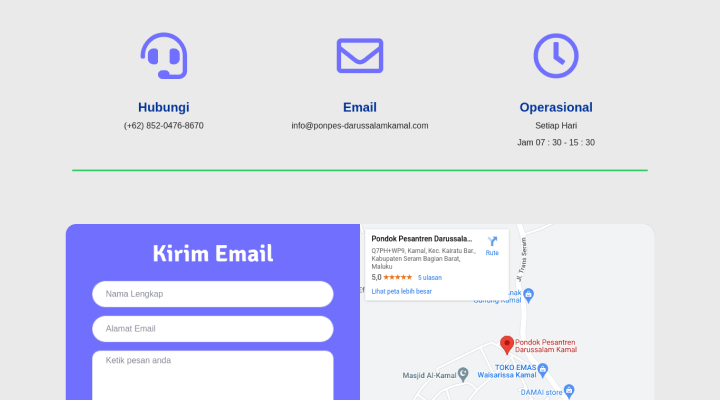 Hubungi
(+62) 852-0476-8670
Email
info@ponpes-darussalamkamal.com
Operasional
Setiap Hari
Jam 07 : 30 - 15 : 30
Kirim Email
Nama Lengkap
Alamat Email
Ketik pesan anda
Pondok Pesantren Darussala...
Q7PH+WP9, Kamal, Kec. Kairatu Bar.,
Kabupaten Seram Bagian Barat,
Maluku
5,0
5 ulasan
Lihat peta lebih besar
Rute
Jl. Trans Seram
Kamal
Pondok Pesantren
Darussalam Kamal
TOKO EMAS
Waisarissa Kamal
Masjid Al-Kamal
DAMAI store